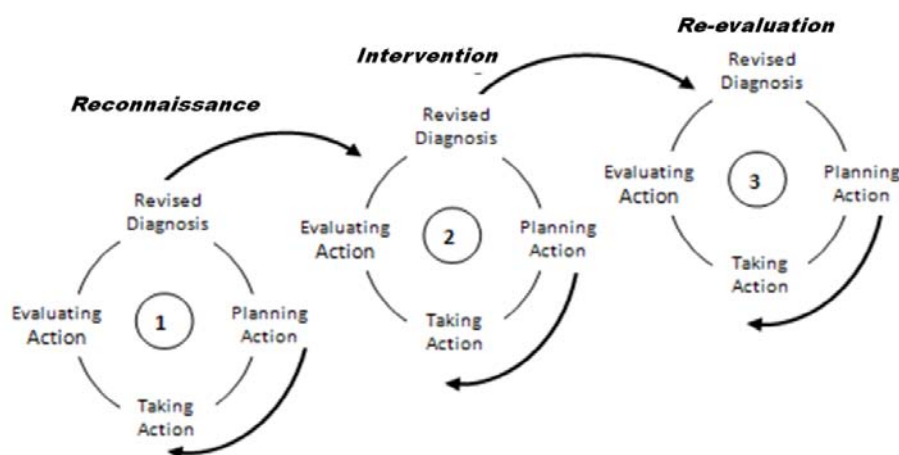 Reconnaissance
Revised
Diagnosis
Evaluating
Action
1
Planning
Action
Taking
Action
Intervention
Revised
Diagnosis
Evaluating
Action
2
Planning
Action
Taking
Action
Re-evaluation
Revised
Diagnosis
Evaluating
Action
3
Planning
Action
Taking
Action